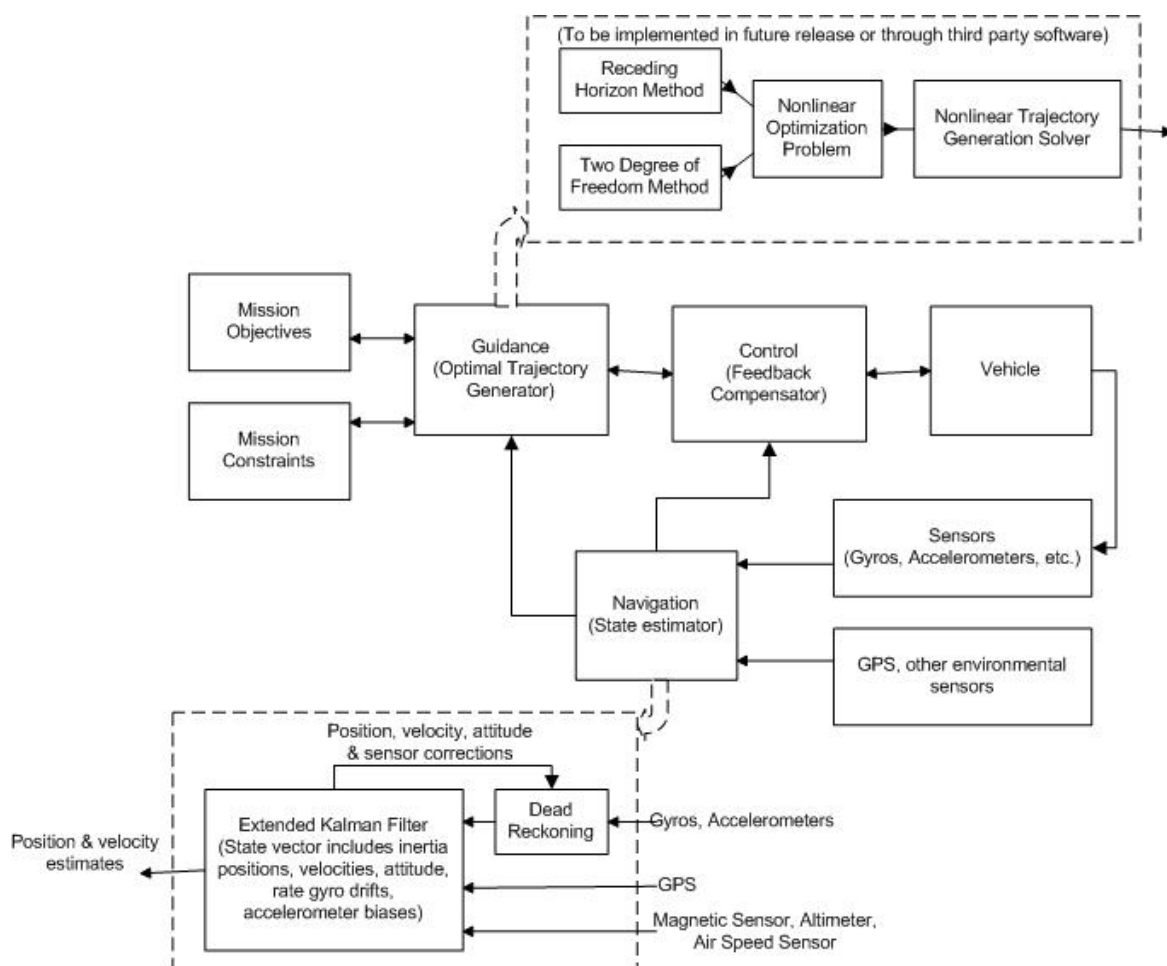 (To be implemented in future release or through third party software)
Receding
Horizon Method
Nonlinear
Optimization
Problem
Nonlinear Trajectory
Generation Solver
Two Degree of
Freedom Method
Mission
Objectives
Guidance
(Optimal Trajectory
Generator)
Control
(Feedback
Compensator)
Vehicle
Mission
Constraints
Sensors
(Gyros, Accelerometers, etc.)
Navigation
(State estimator)
GPS, other environmental
sensors
Position, velocity, attitude
& sensor corrections
Dead
Reckoning
Gyros, Accelerometers
Extended Kalman Filter
(State vector includes inertia
positions, velocities, attitude,
rate gyro drifts,
accelerometer biases)
Position & velocity
estimates
GPS
Magnetic Sensor, Altimeter,
Air Speed Sensor